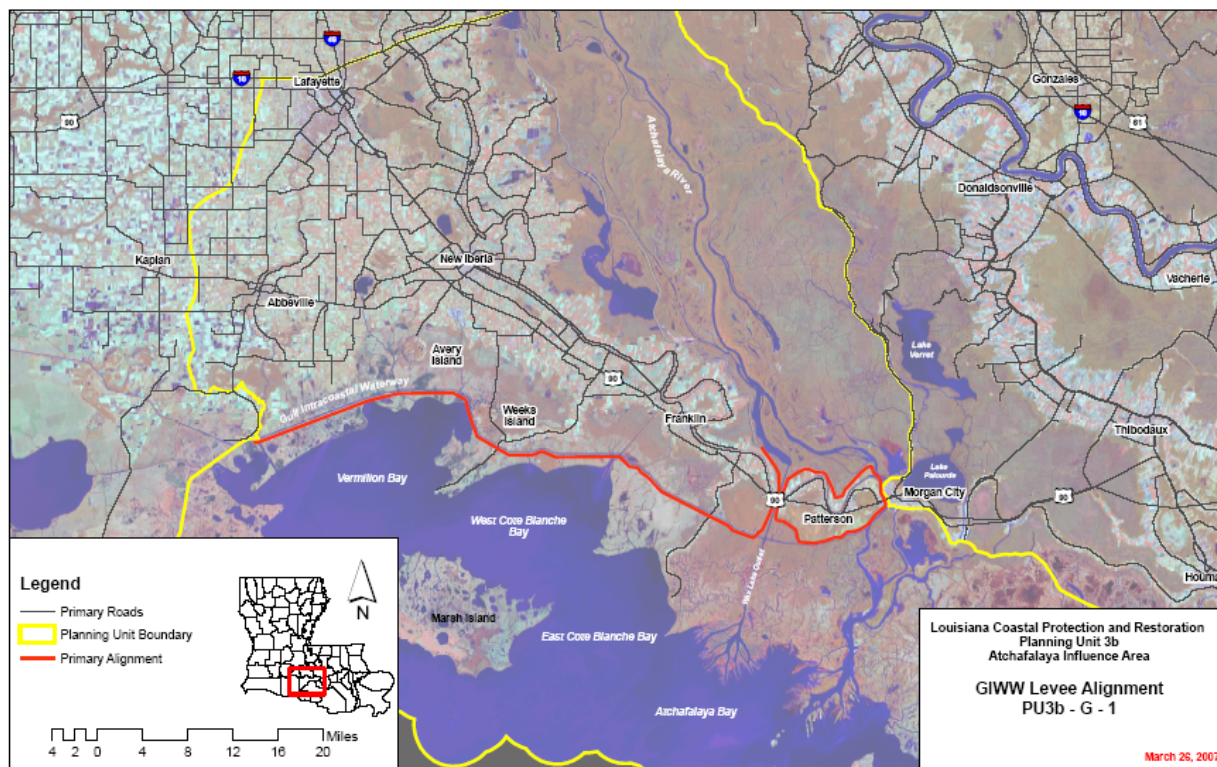 49
10
Lafayette
90
Gonzales
10
61
Atchafalaya River
Donaldsonville
Kaplan
New Iberia
Vacherie
Abbeville
Avery
Island
Lake
Verret
Gulf Intracoastal Waterway
90
Weeks
Island
Franklin
Thibodaux
Lake
Palourde
Vermilion Bay
90
Morgan City
90
Patterson
West Cote Blanche
Bay
Houma
Wax Lake Outlet
Marsh Island
East Cote Blanche Bay
Atchafalaya Bay
Legend
Primary Roads
Planning Unit Boundary
Primary Alignment
N
4 2 0 4 8 12 16 20 Miles
Louisiana Coastal Protection and Restoration
Planning Unit 3b
Atchafalaya Influence Area
GIWW Levee Alignment
PU3b - G - 1
March 26, 2007